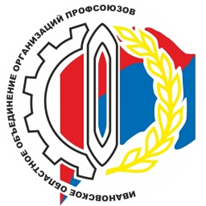 ИВАНОВСКОЕ ОБЛАСТНОЕ ОБЪЕДИНЕНИЕ ОРГАНИЗАЦИЙ ПРОФСОЮЗОВ